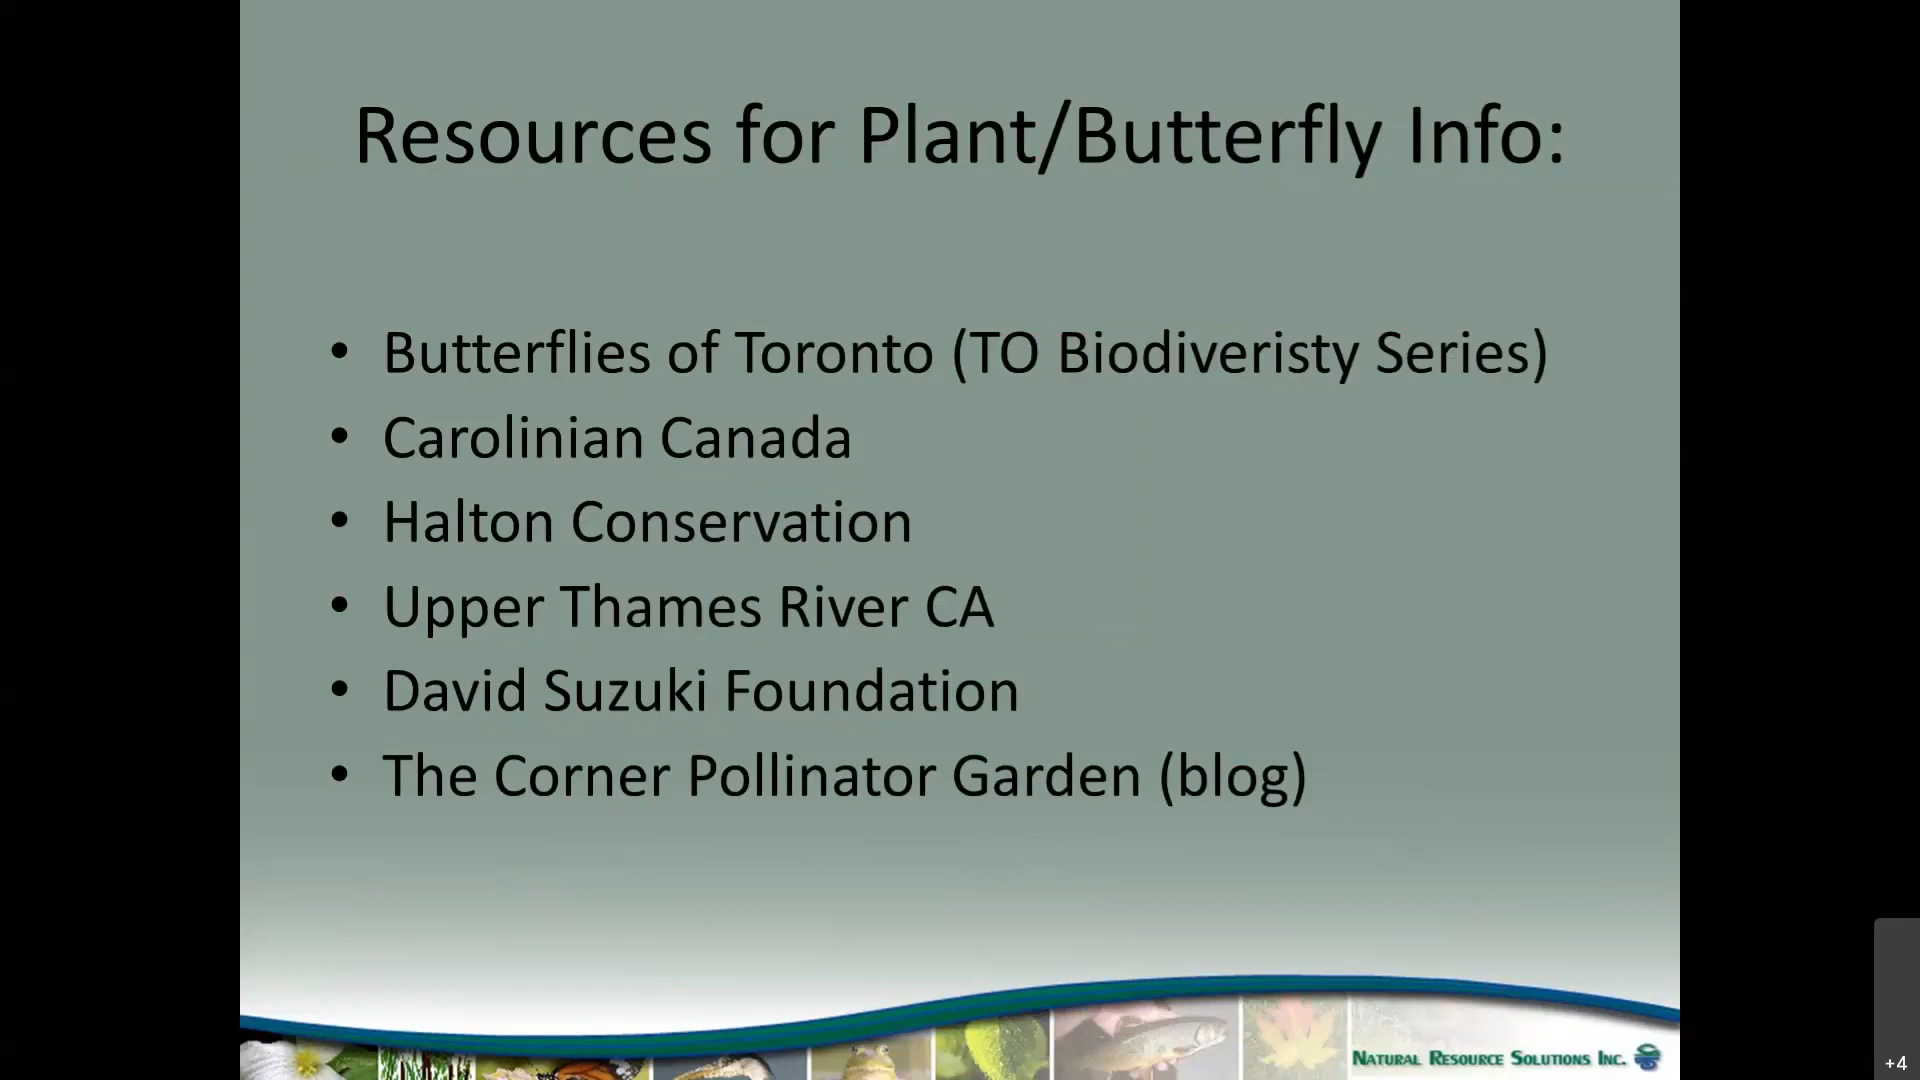 Resources for Plant/Butterfly Info:
• Butterflies of Toronto (TO Biodiveristy Series)
• Carolinian Canada
• Halton Conservation
• Upper Thames River CA
• David Suzuki Foundation
• The Corner Pollinator Garden (blog)
Natural Resource Solutions Inc.
+4